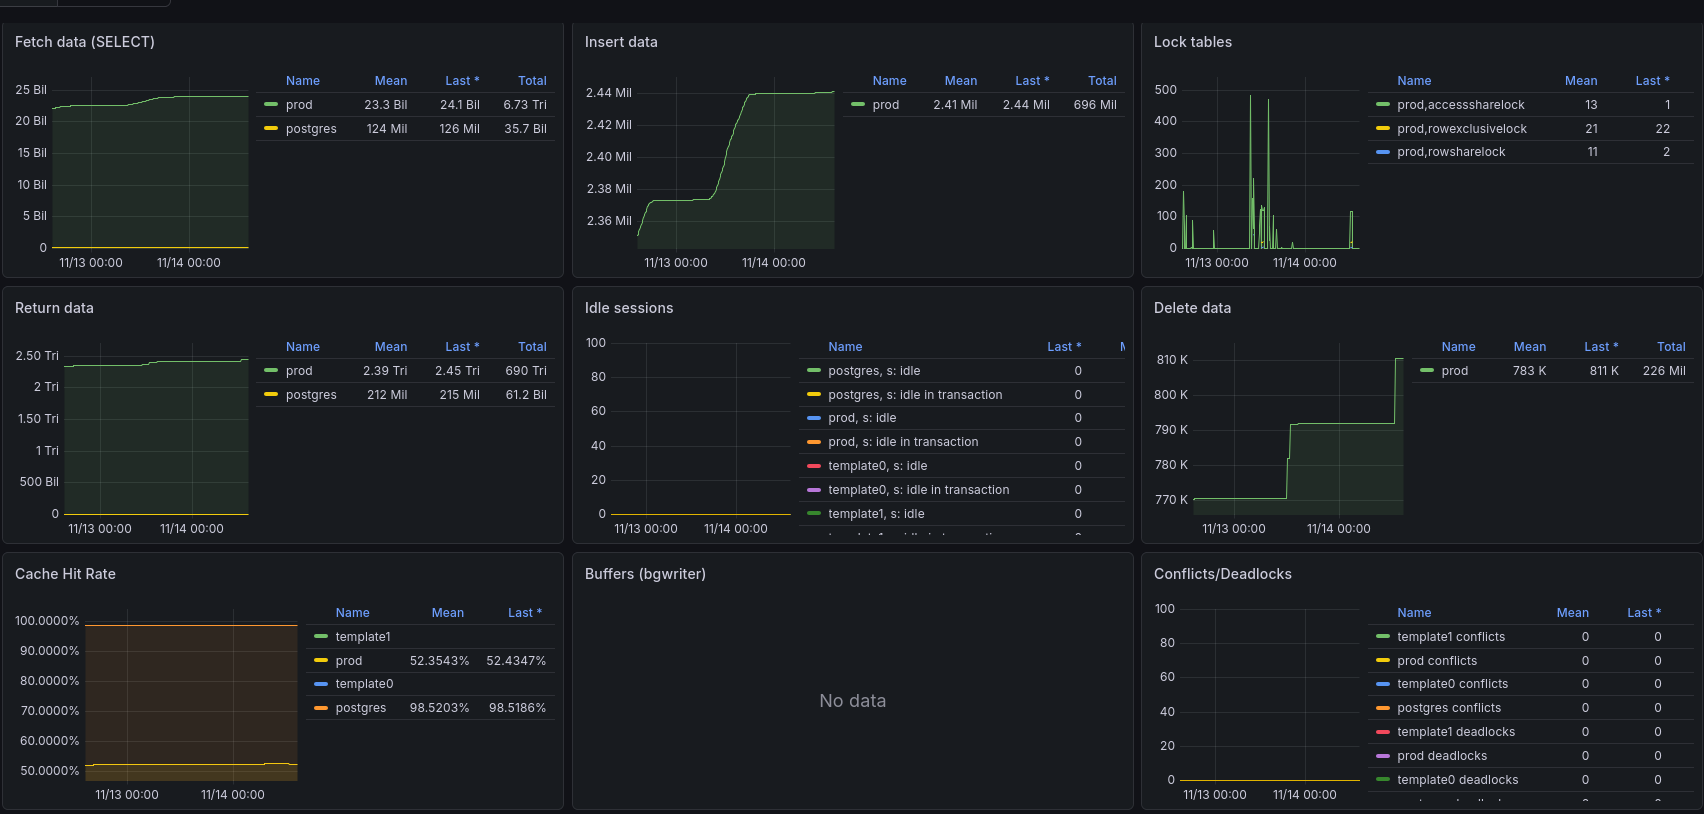 Fetch data (SELECT)
Name Mean Last * Total
prod 23.3 Bil 24.1 Bil 6.73 Tri
postgres 124 Mil 126 Mil 35.7 Bil
25 Bil
20 Bil
15 Bil
10 Bil
5 Bil
0
11/13 00:00 11/14 00:00
Insert data
Name Mean Last * Total
prod 2.41 Mil 2.44 Mil 696 Mil
2.44 Mil
2.42 Mil
2.40 Mil
2.38 Mil
2.36 Mil
11/13 00:00 11/14 00:00
Lock tables
Name Mean Last *
prod,accesssharelock 13 1
prod,rowexclusivelock 21 22
prod,rowsharelock 11 2
500
400
300
200
100
0
11/13 00:00 11/14 00:00
Return data
Name Mean Last * Total
prod 2.39 Tri 2.45 Tri 690 Tri
postgres 212 Mil 215 Mil 61.2 Bil
2.50 Tri
2 Tri
1.50 Tri
1 Tri
500 Bil
0
11/13 00:00 11/14 00:00
Idle sessions
Name Last *
postgres, s: idle 0
postgres, s: idle in transaction 0
prod, s: idle 0
prod, s: idle in transaction 0
template0, s: idle 0
template0, s: idle in transaction 0
template1, s: idle 0
100
80
60
40
20
0
11/13 00:00 11/14 00:00
Delete data
Name Mean Last * Total
prod 783 K 811 K 226 Mil
810 K
800 K
790 K
780 K
770 K
11/13 00:00 11/14 00:00
Cache Hit Rate
Name Mean Last *
template1
prod 52.3543% 52.4347%
template0
postgres 98.5203% 98.5186%
100.0000%
90.0000%
80.0000%
70.0000%
60.0000%
50.0000%
11/13 00:00 11/14 00:00
Buffers (bgwriter)
No data
Conflicts/Deadlocks
Name Mean Last *
template1 conflicts 0 0
prod conflicts 0 0
template0 conflicts 0 0
postgres conflicts 0 0
template1 deadlocks 0 0
prod deadlocks 0 0
template0 deadlocks 0 0
100
80
60
40
20
0
11/13 00:00 11/14 00:00